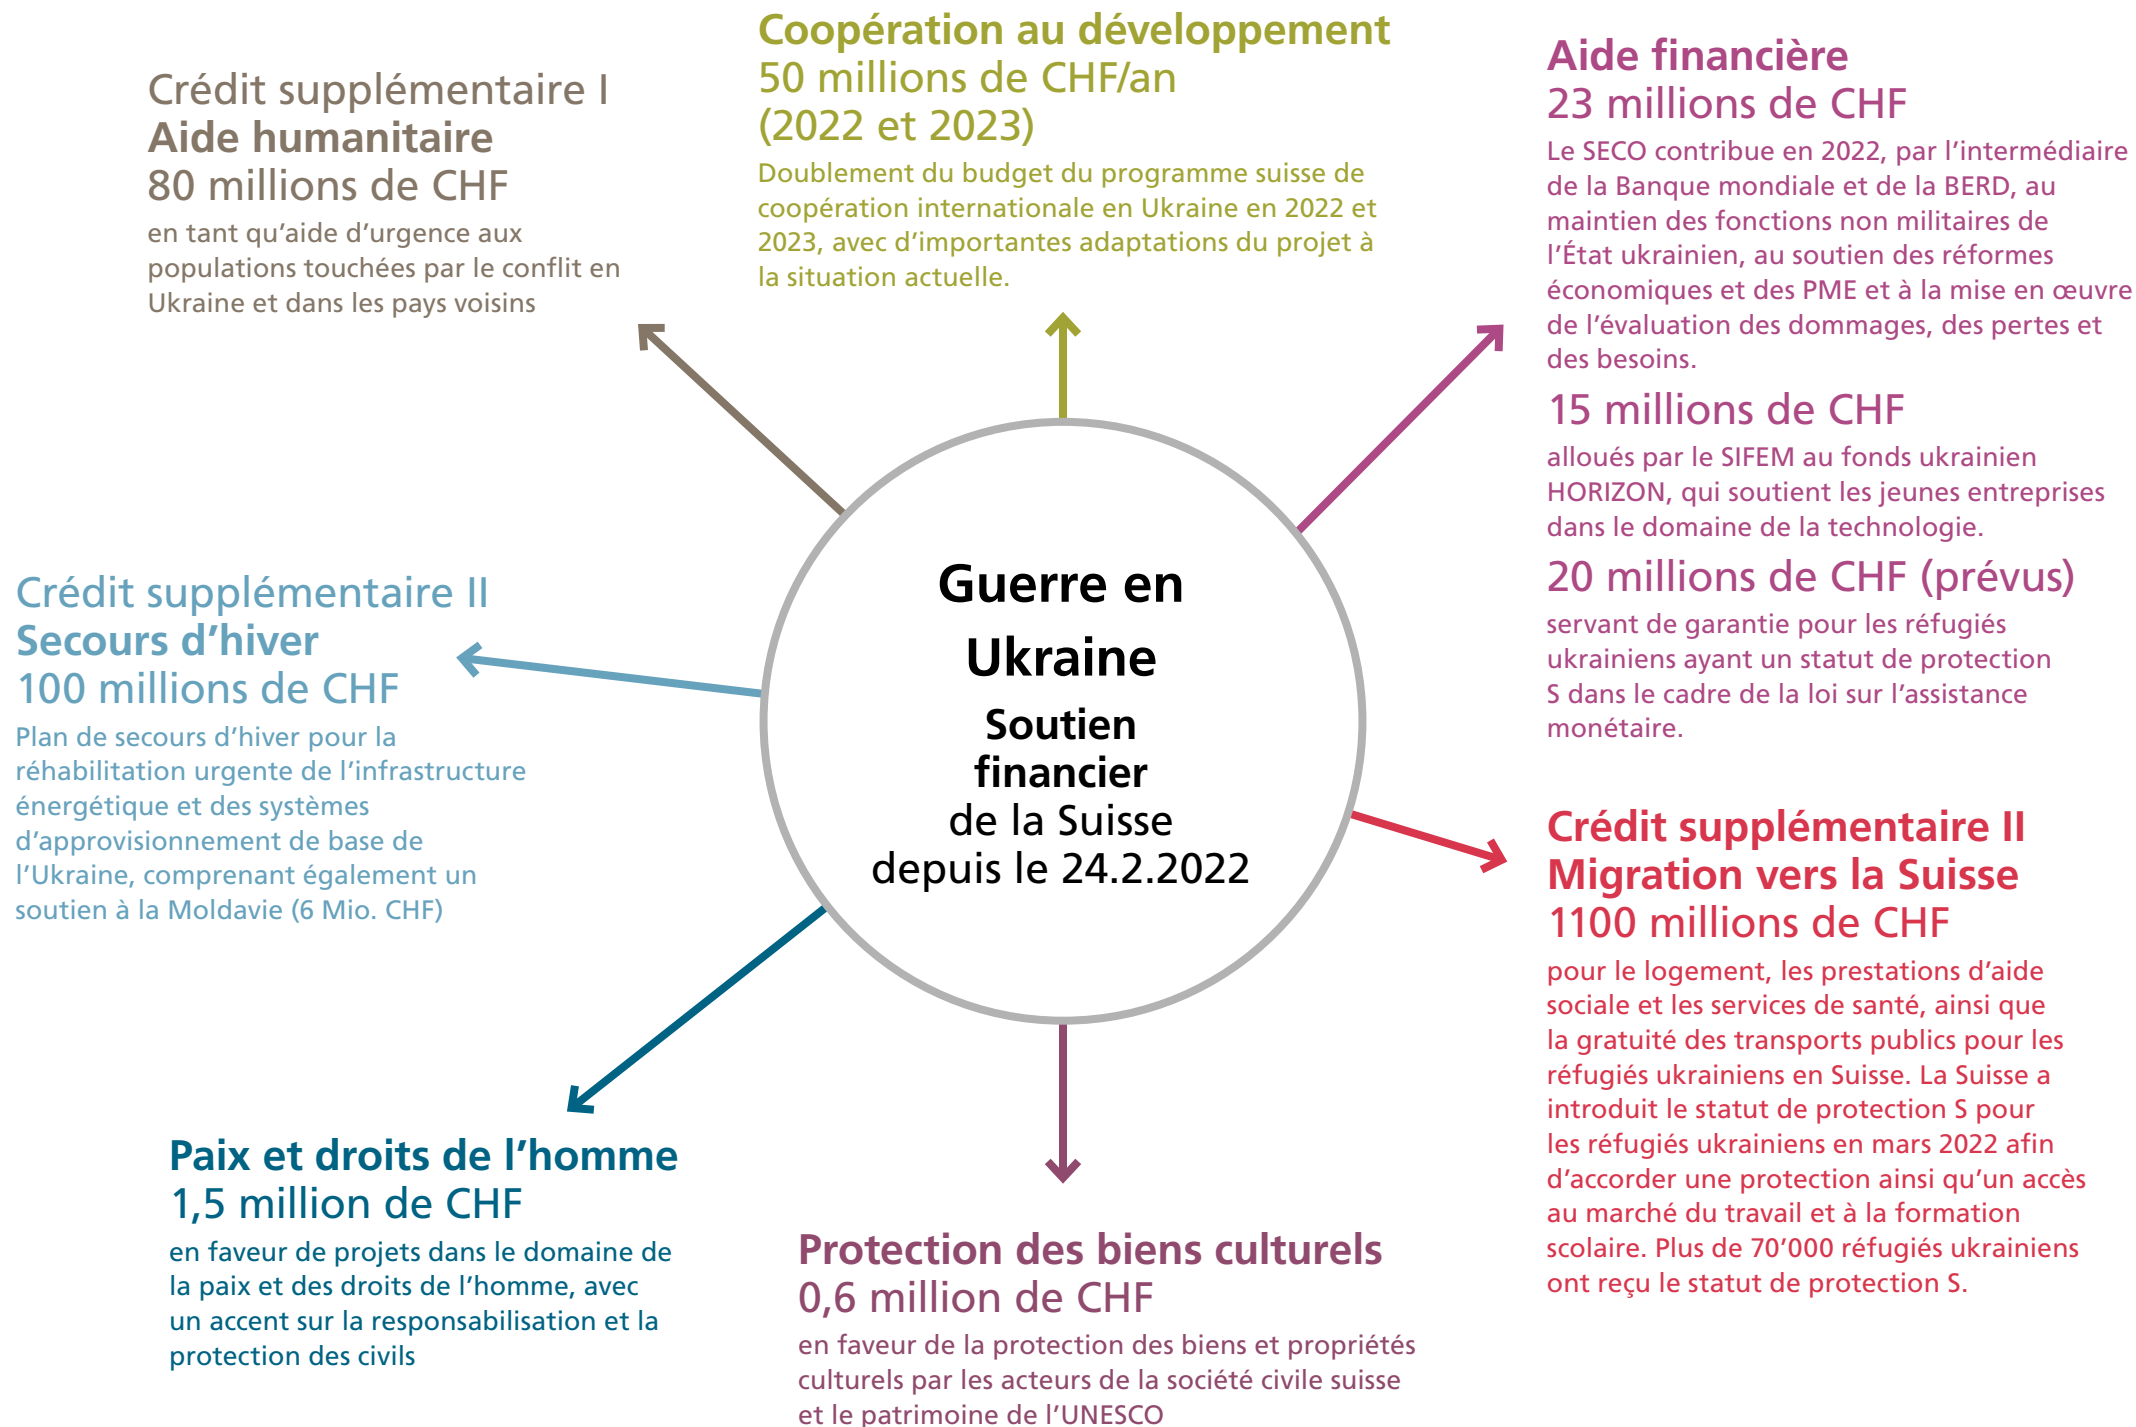 Crédit supplémentaire I
Aide humanitaire
80 millions de CHF
en tant qu’aide d’urgence aux
populations touchées par le conflit en
Ukraine et dans les pays voisins
Coopération au développement
50 millions de CHF/an
(2022 et 2023)
Doublement du budget du programme suisse de
coopération internationale en Ukraine en 2022 et
2023, avec d’importantes adaptations du projet à
la situation actuelle.
Aide financière
23 millions de CHF
Le SECO contribue en 2022, par l’intermédiaire
de la Banque mondiale et de la BERD, au
maintien des fonctions non militaires de
l’État ukrainien, au soutien des réformes
économiques et des PME et à la mise en œuvre
de l’évaluation des dommages, des pertes et
des besoins.
15 millions de CHF
alloués par le SIFEM au fonds ukrainien
HORIZON, qui soutient les jeunes entreprises
dans le domaine de la technologie.
20 millions de CHF (prévus)
servant de garantie pour les réfugiés
ukrainiens ayant un statut de protection
S dans le cadre de la loi sur l’assistance
monétaire.
Guerre en
Ukraine
Soutien
financier
de la Suisse
depuis le 24.2.2022
Crédit supplémentaire II
Secours d’hiver
100 millions de CHF
Plan de secours d’hiver pour la
réhabilitation urgente de l’infrastructure
énergétique et des systèmes
d’approvisionnement de base de
l’Ukraine, comprenant également un
soutien à la Moldavie (6 Mio. CHF)
Crédit supplémentaire II
Migration vers la Suisse
1100 millions de CHF
pour le logement, les prestations d’aide
sociale et les services de santé, ainsi que
la gratuité des transports publics pour les
réfugiés ukrainiens en Suisse. La Suisse a
introduit le statut de protection S pour
les réfugiés ukrainiens en mars 2022 afin
d’accorder une protection ainsi qu’un accès
au marché du travail et à la formation
scolaire. Plus de 70’000 réfugiés ukrainiens
ont reçu le statut de protection S.
Paix et droits de l’homme
1,5 million de CHF
en faveur de projets dans le domaine de
la paix et des droits de l’homme, avec
un accent sur la responsabilisation et la
protection des civils
Protection des biens culturels
0,6 million de CHF
en faveur de la protection des biens et propriétés
culturels par les acteurs de la société civile suisse
et le patrimoine de l’UNESCO